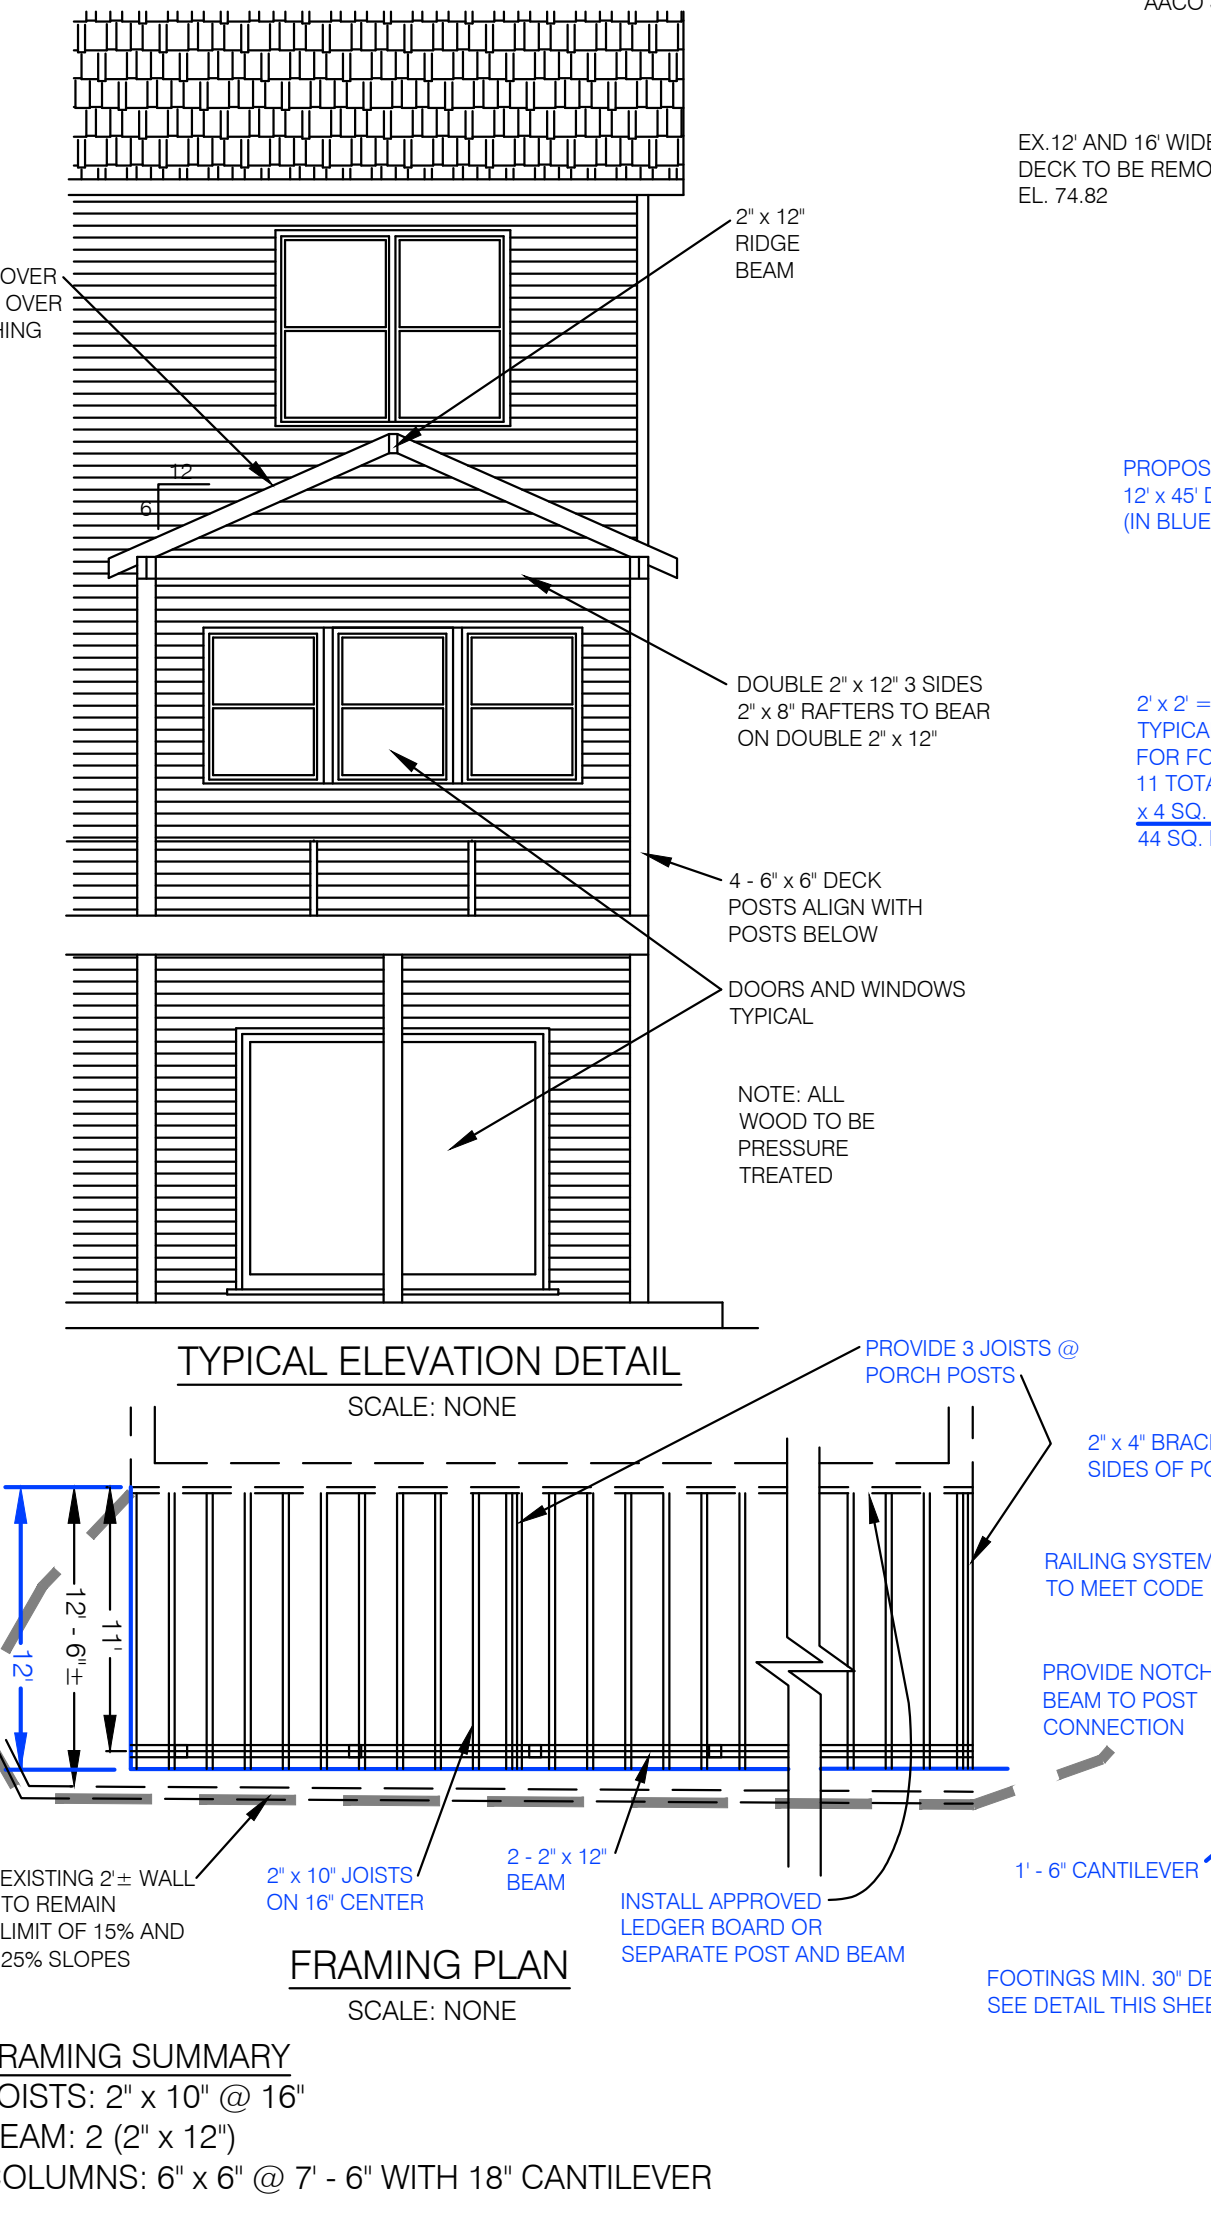 AACO
EX.12' AND 16' WIDE
DECK TO BE REMO
EL. 74.82
2" x 12"
RIDGE
BEAM
OVER
OVER
HING
12
6
PROPOS
12' x 45' D
(IN BLUE
DOUBLE 2" x 12" 3 SIDES
2" x 8" RAFTERS TO BEAR
ON DOUBLE 2" x 12"
2' x 2' =
TYPICA
FOR FO
11 TOTA
x 4 SQ.
44 SQ.
4 - 6" x 6" DECK
POSTS ALIGN WITH
POSTS BELOW
DOORS AND WINDOWS
TYPICAL
NOTE: ALL
WOOD TO BE
PRESSURE
TREATED
TYPICAL ELEVATION DETAIL
SCALE: NONE
PROVIDE 3 JOISTS @
PORCH POSTS
2" x 4" BRAC
SIDES OF PO
RAILING SYSTEM
TO MEET CODE
12'
12' - 6"±
11'
PROVIDE NOTCH
BEAM TO POST
CONNECTION
EXISTING 2'± WALL
TO REMAIN
LIMIT OF 15% AND
25% SLOPES
2" x 10" JOISTS
ON 16" CENTER
2 - 2" x 12"
BEAM
INSTALL APPROVED
LEDGER BOARD OR
SEPARATE POST AND BEAM
1' - 6" CANTILEVER
FRAMING PLAN
SCALE: NONE
FOOTINGS MIN. 30" DE
SEE DETAIL THIS SHEE
RAMING SUMMARY
OISTS: 2" x 10" @ 16"
EAM: 2 (2" x 12")
OLUMNS: 6" x 6" @ 7' - 6" WITH 18" CANTILEVER